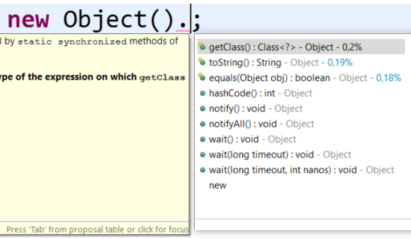 new Object().;
l by static synchronized methods of
ype of the expression on which getClass
Press 'Tab' from proposal table or click for focus
getClass() : Class<?> - Object - 0,2%
toString() : String - Object - 0,19%
equals(Object obj) : boolean - Object - 0,18%
hashCode() : int - Object
notify() : void - Object
notifyAll() : void - Object
wait() : void - Object
wait(long timeout) : void - Object
wait(long timeout, int nanos) : void - Object
new